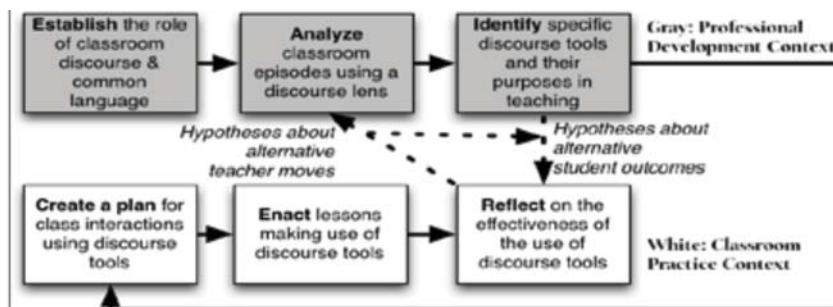 Establish the role
of classroom
discourse &
common
language
Analyze
classroom
episodes using a
discourse lens
Identify specific
discourse tools
and their
purposes in
teaching
Gray: Professional
Development Context
Hypotheses about
alternative
teacher moves
Hypotheses about
alternative
student outcomes
Create a plan for
class interactions
using discourse
tools
Enact lessons
making use of
discourse tools
Reflect on the
effectiveness of
the use of
discourse tools
White: Classroom
Practice Context